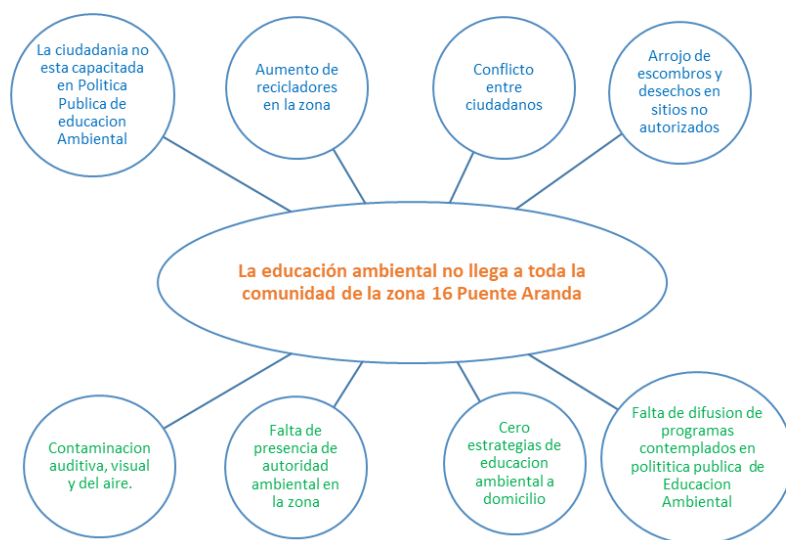 La ciudadania no
esta capacitada
en Politica
Publica de
educacion
Ambiental
Aumento de
recicladores
en la zona
Conflicto
entre
ciudadanos
Arrojo de
escombros y
desechos en
sitios no
autorizados
La educación ambiental no llega a toda la
comunidad de la zona 16 Puente Aranda
Contaminacion
auditiva, visual
y del aire.
Falta de
presencia de
autoridad
ambiental en
la zona
Cero
estrategias de
educacion
ambiental a
domicilio
Falta de difusion de
programas
contemplados en
polititica publica de
Educacion
Ambiental